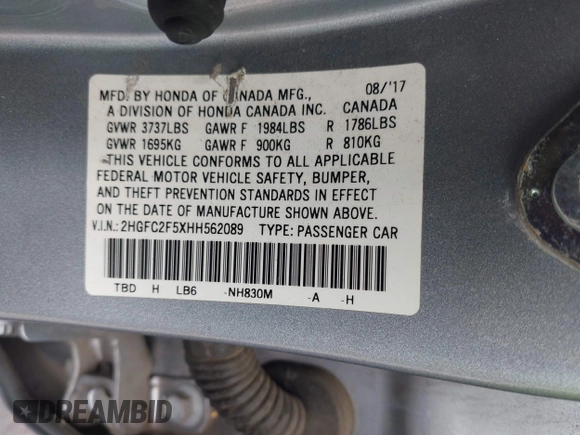 MFD. BY HONDA OF CANADA MFG., 08/'17
A DIVISION OF HONDA CANADA INC. CANADA
GVWR 3737LBS GAWR F 1984LBS R 1786LBS
GVWR 1695KG GAWR F 900KG R 810KG
THIS VEHICLE CONFORMS TO ALL APPLICABLE
FEDERAL MOTOR VEHICLE SAFETY, BUMPER,
AND THEFT PREVENTION STANDARDS IN EFFECT
ON THE DATE OF MANUFACTURE SHOWN ABOVE.
V.I.N.: 2HGFC2F5XHH562089 TYPE: PASSENGER CAR
TBD H LB6 -NH830M -A -H
DREAMBID